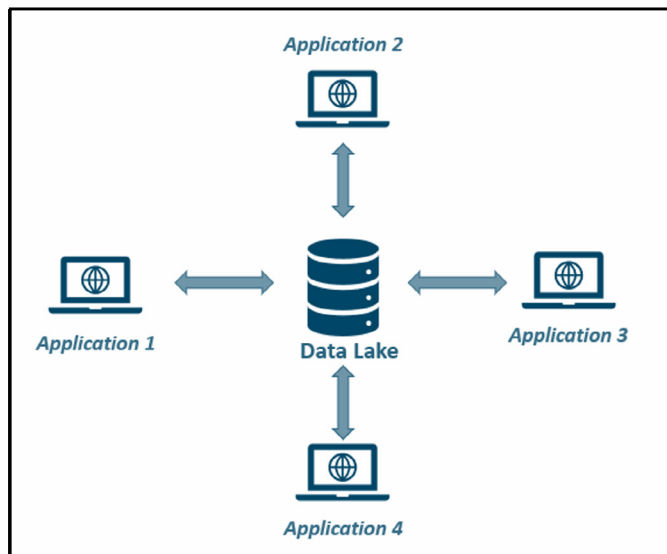 Application 2
Application 1
Data Lake
Application 3
Application 4